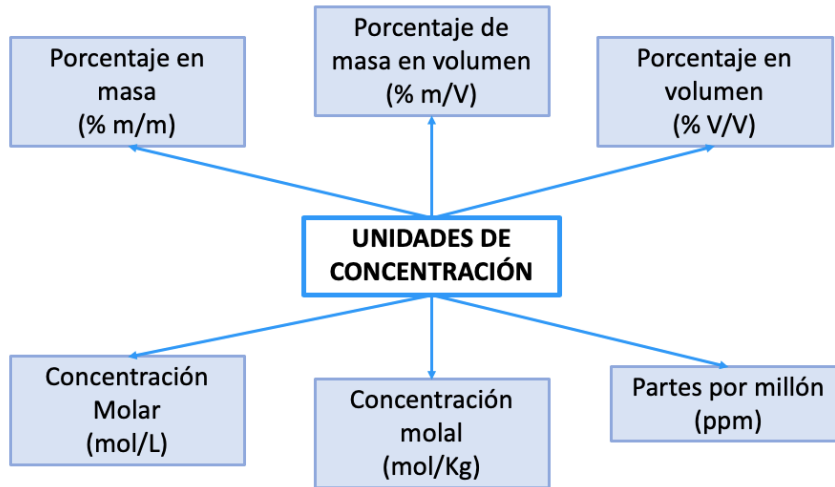 Porcentaje en
masa
(% m/m)
Porcentaje de
masa en volumen
(% m/V)
Porcentaje en
volumen
(% V/V)
UNIDADES DE
CONCENTRACIÓN
Concentración
Molar
(mol/L)
Concentración
molal
(mol/Kg)
Partes por millón
(ppm)